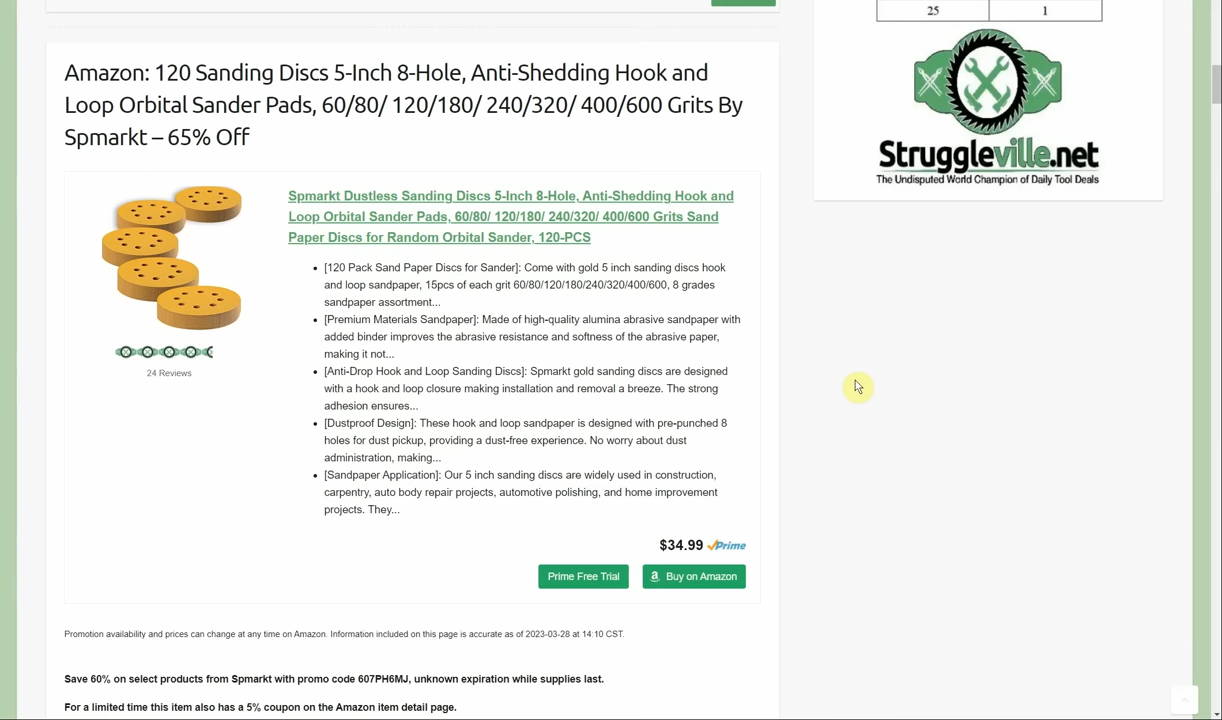 25 1
Amazon: 120 Sanding Discs 5-Inch 8-Hole, Anti-Shedding Hook and
Loop Orbital Sander Pads, 60/80/ 120/180/ 240/320/ 400/600 Grits By
Spmarkt – 65% Off
Struggleville.net
The Undisputed World Champion of Daily Tool Deals
Spmarkt Dustless Sanding Discs 5-Inch 8-Hole, Anti-Shedding Hook and
Loop Orbital Sander Pads, 60/80/ 120/180/ 240/320/ 400/600 Grits Sand
Paper Discs for Random Orbital Sander, 120-PCS
• [120 Pack Sand Paper Discs for Sander]: Come with gold 5 inch sanding discs hook
and loop sandpaper, 15pcs of each grit 60/80/120/180/240/320/400/600, 8 grades
sandpaper assortment...
• [Premium Materials Sandpaper]: Made of high-quality alumina abrasive sandpaper with
added binder improves the abrasive resistance and softness of the abrasive paper,
making it not...
• [Anti-Drop Hook and Loop Sanding Discs]: Spmarkt gold sanding discs are designed
with a hook and loop closure making installation and removal a breeze. The strong
adhesion ensures...
• [Dustproof Design]: These hook and loop sandpaper is designed with pre-punched 8
holes for dust pickup, providing a dust-free experience. No worry about dust
administration, making...
• [Sandpaper Application]: Our 5 inch sanding discs are widely used in construction,
carpentry, auto body repair projects, automotive polishing, and home improvement
projects. They...
24 Reviews
$34.99 Prime
Prime Free Trial
a Buy on Amazon
Promotion availability and prices can change at any time on Amazon. Information included on this page is accurate as of 2023-03-28 at 14:10 CST.
Save 60% on select products from Spmarkt with promo code 607PH6MJ, unknown expiration while supplies last.
For a limited time this item also has a 5% coupon on the Amazon item detail page.